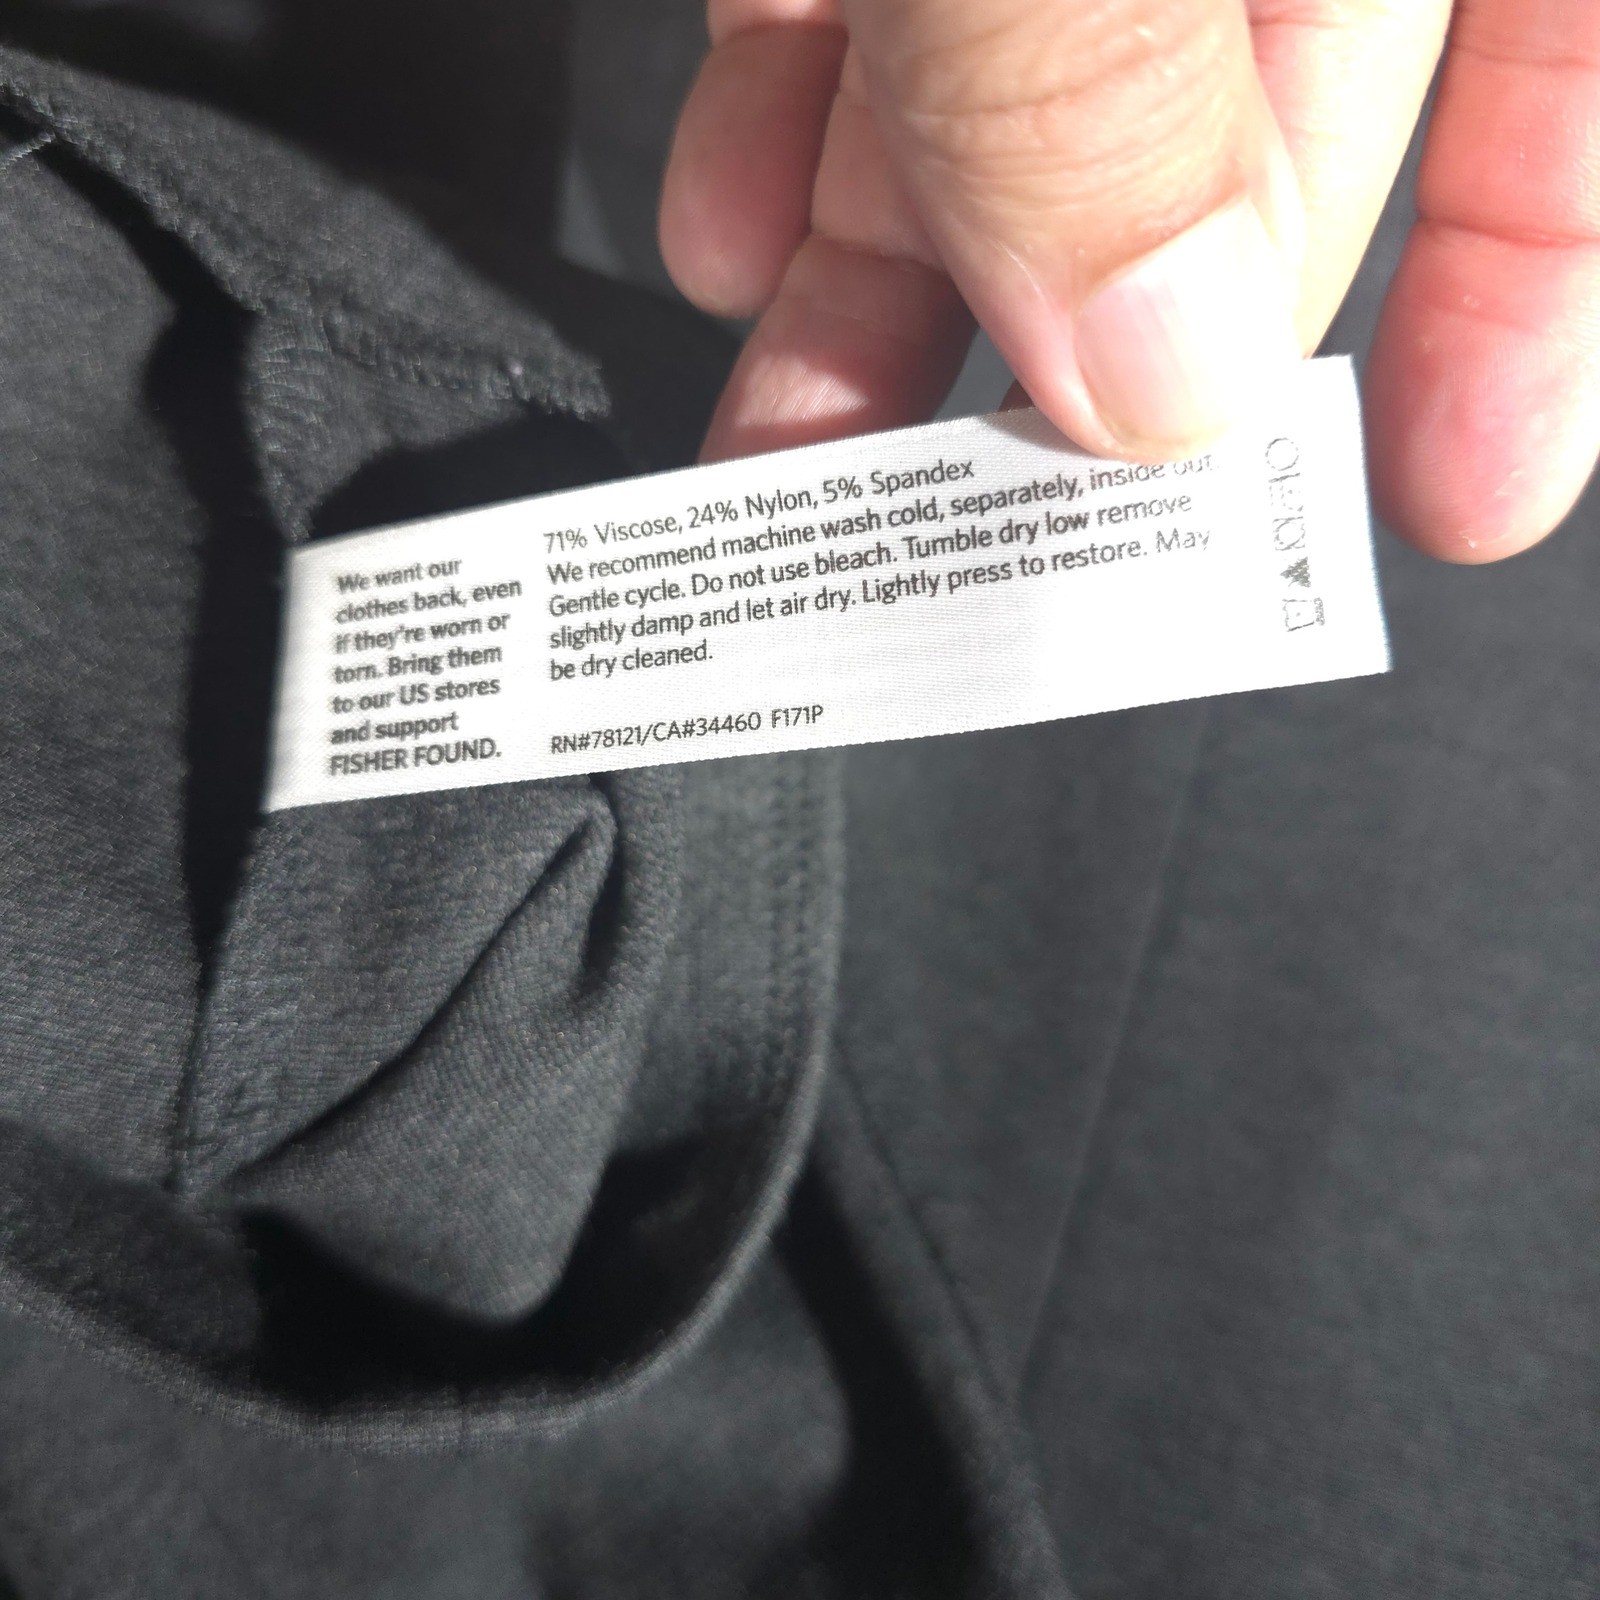 We want our
clothes back, even
if they're worn or
torn. Bring them
to our US stores
and support
FISHER FOUND.
71% Viscose, 24% Nylon, 5% Spandex
We recommend machine wash cold, separately, inside out.
Gentle cycle. Do not use bleach. Tumble dry low remove
slightly damp and let air dry. Lightly press to restore. May
be dry cleaned.
RN#78121/CA#34460 F171P